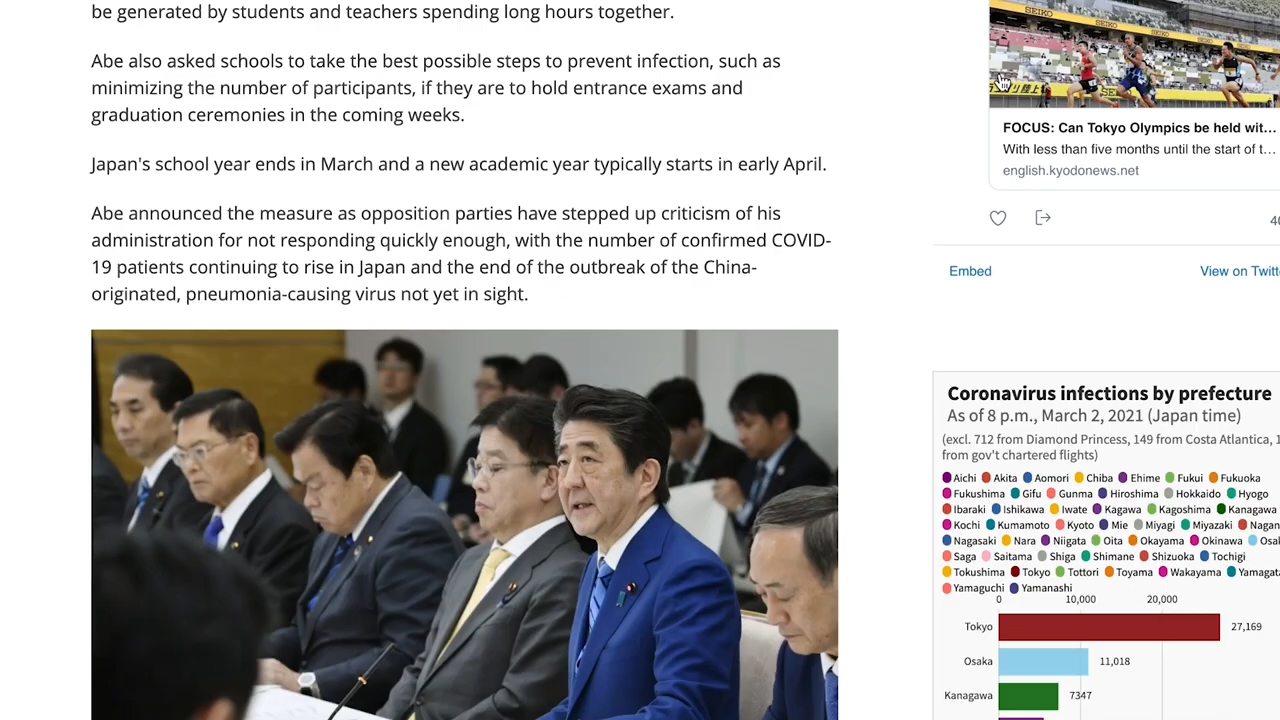 be generated by students and teachers spending long hours together.
Abe also asked schools to take the best possible steps to prevent infection, such as
minimizing the number of participants, if they are to hold entrance exams and
graduation ceremonies in the coming weeks.
Japan's school year ends in March and a new academic year typically starts in early April.
Abe announced the measure as opposition parties have stepped up criticism of his
administration for not responding quickly enough, with the number of confirmed COVID-
19 patients continuing to rise in Japan and the end of the outbreak of the China-
originated, pneumonia-causing virus not yet in sight.
SEIKO SEIKO
FOCUS: Can Tokyo Olympics be held wit...
With less than five months until the start of t...
english.kyodonews.net
Embed View on Twitt
Coronavirus infections by prefecture
As of 8 p.m., March 2, 2021 (Japan time)
(excl. 712 from Diamond Princess, 149 from Costa Atlantica, 1
from gov't chartered flights)
Aichi Akita Aomori Chiba Ehime Fukui Fukuoka
Fukushima Gifu Gunma Hiroshima Hokkaido Hyogo
Ibaraki Ishikawa Iwate Kagawa Kagoshima Kanagawa
Kochi Kumamoto Kyoto Mie Miyagi Miyazaki Nagan
Nagasaki Nara Niigata Oita Okayama Okinawa Osak
Saga Saitama Shiga Shimane Shizuoka Tochigi
Tokushima Tokyo Tottori Toyama Wakayama Yamagata
Yamaguchi Yamanashi
0 10,000 20,000
Tokyo 27,169
Osaka 11,018
Kanagawa 7347